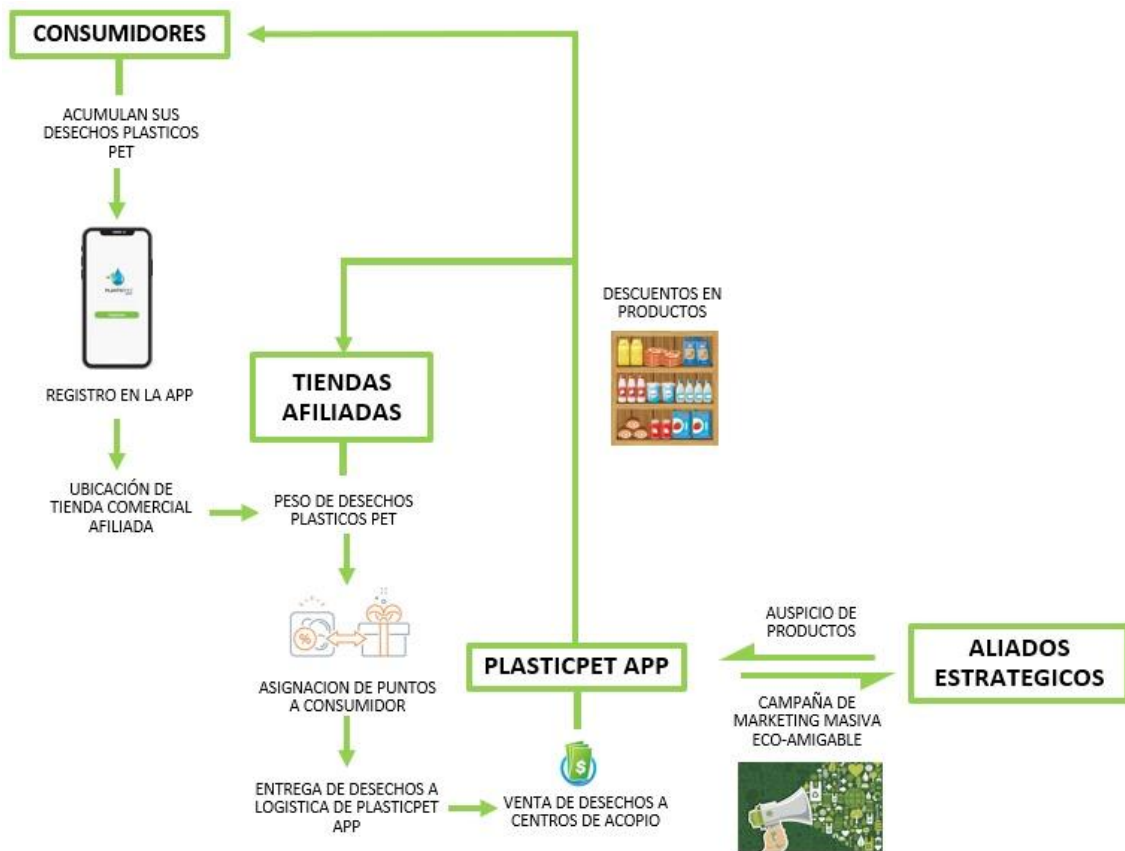 CONSUMIDORES
ACUMULAN SUS
DESECHOS PLASTICOS
PET
REGISTRO EN LA APP
UBICACIÓN DE
TIENDA COMERCIAL
AFILIADA
TIENDAS
AFILIADAS
PESO DE DESECHOS
PLASTICOS PET
%
ASIGNACION DE PUNTOS
A CONSUMIDOR
ENTREGA DE DESECHOS A
LOGISTICA DE PLASTICPET
APP
DESCUENTOS EN
PRODUCTOS
PLASTICPET APP
$
VENTA DE DESECHOS A
CENTROS DE ACOPIO
AUSPICIO DE
PRODUCTOS
CAMPAÑA DE
MARKETING MASIVA
ECO-AMIGABLE
ALIADOS
ESTRATEGICOS